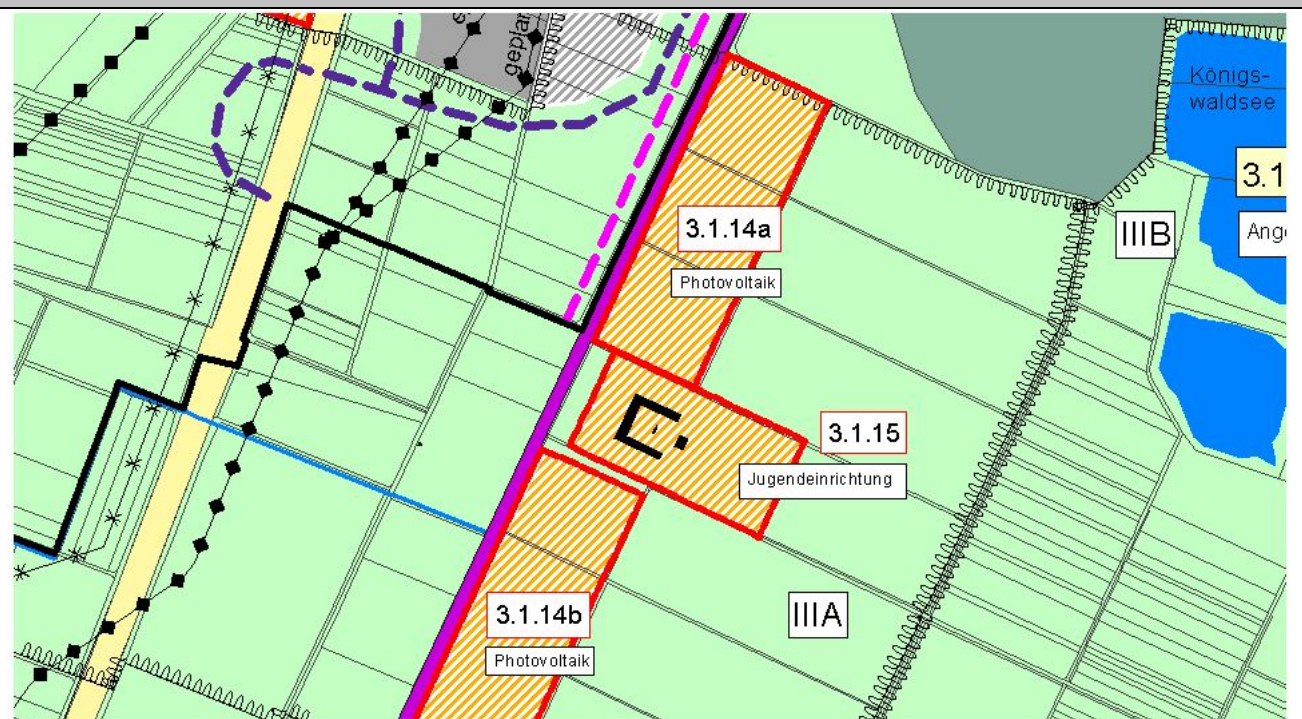 geplan
Königs-
waldsee
3.1
IIIB
Ang
3.1.14a
Photovoltaik
3.1.15
Jugendeinrichtung
3.1.14b
Photovoltaik
IIIA